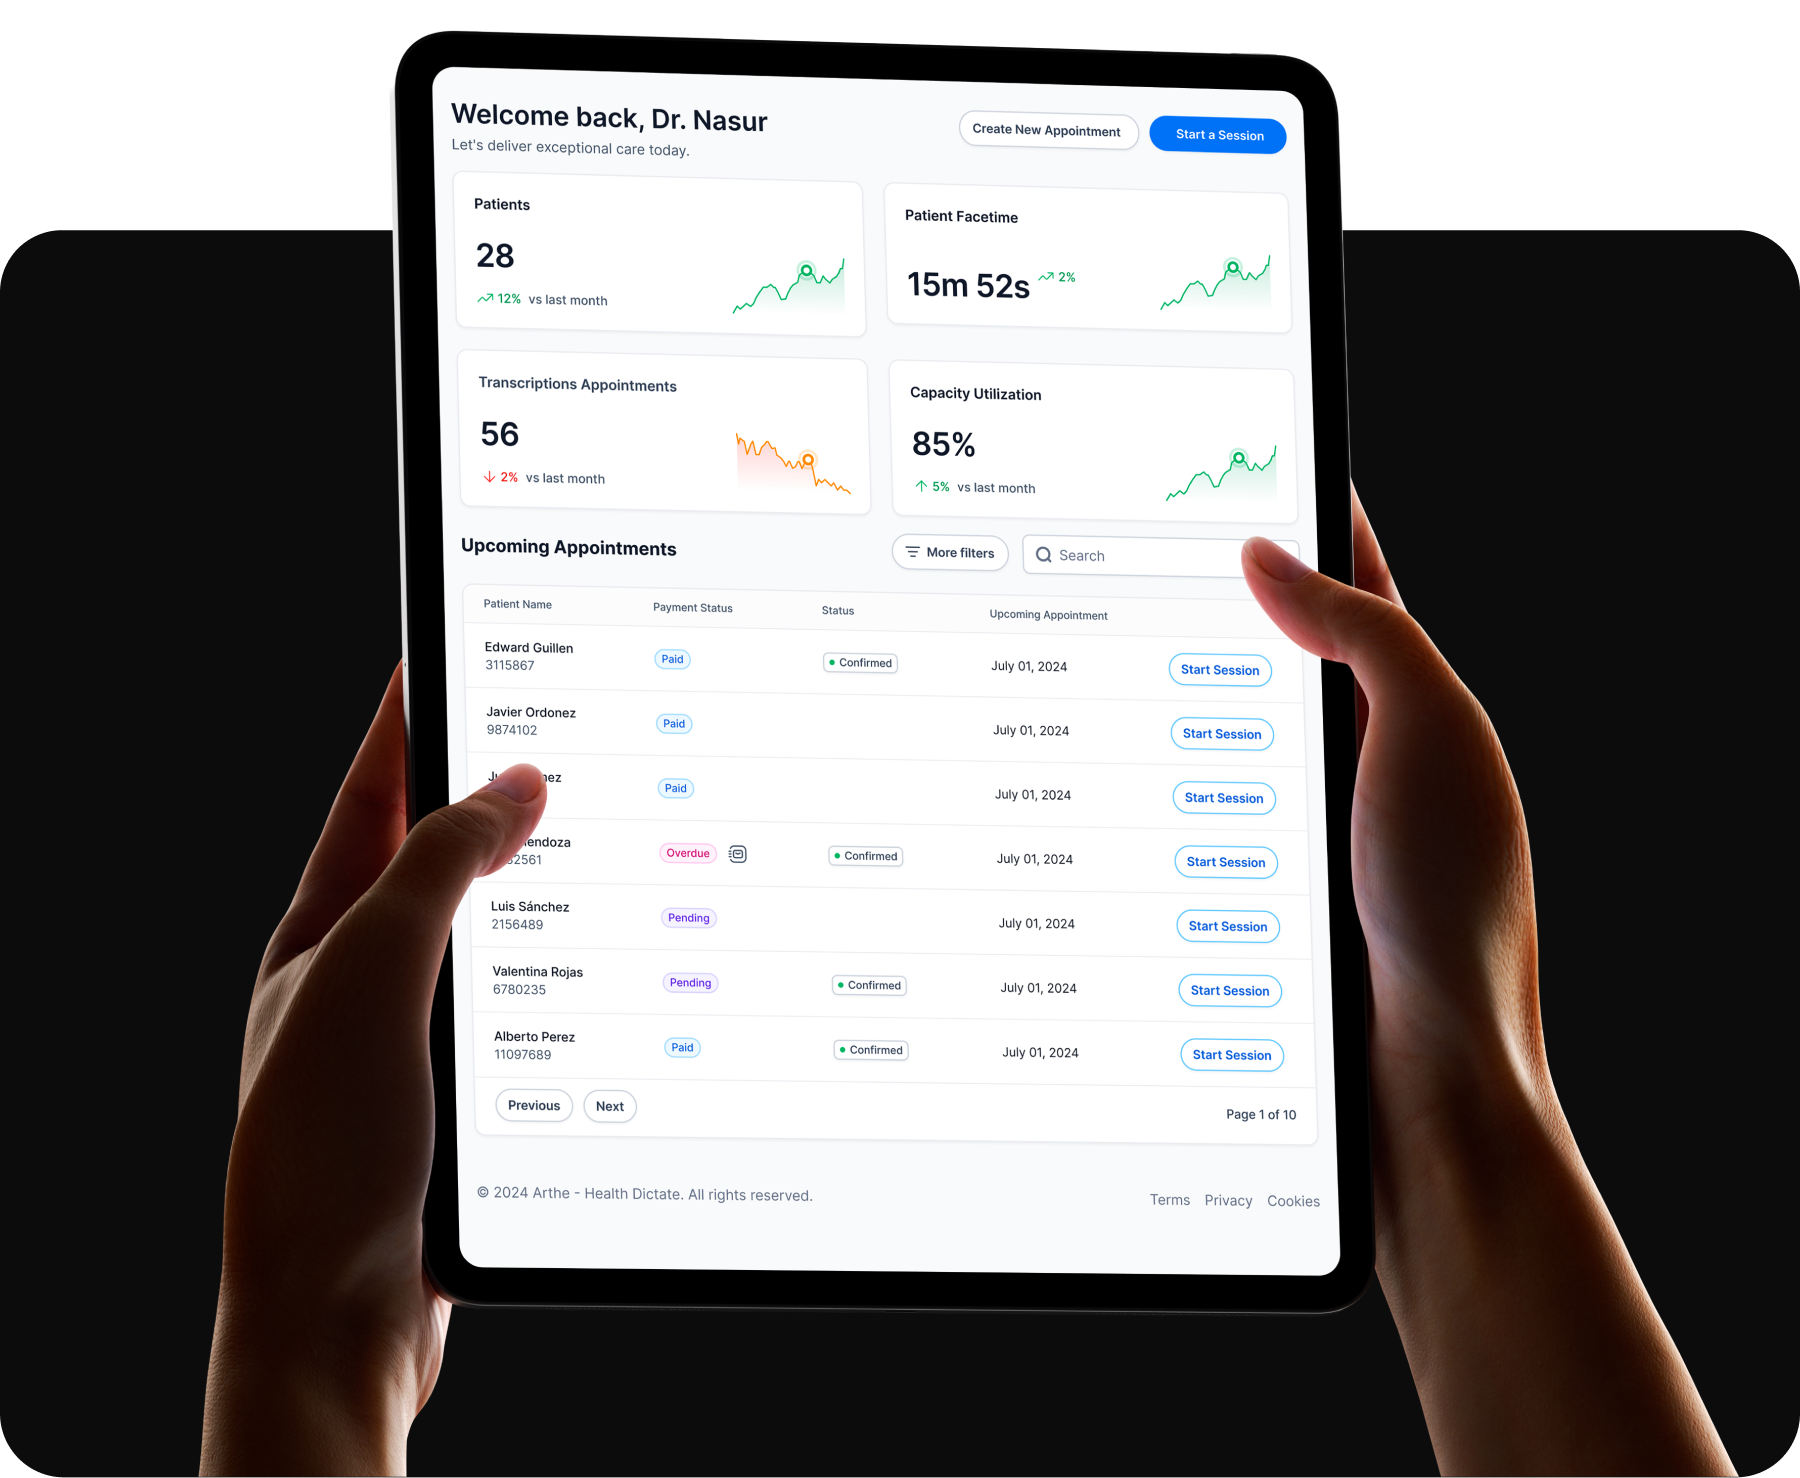 Welcome back, Dr. Nasur
Let's deliver exceptional care today.
Create New Appointment
Start a Session
Patients
28
12% vs last month
Patient Facetime
15m 52s 2%
Transcriptions Appointments
56
2% vs last month
Capacity Utilization
85%
5% vs last month
Upcoming Appointments
More filters
Search
Patient Name Payment Status Status Upcoming Appointment
Edward Guillen
3115867
Paid Confirmed July 01, 2024 Start Session
Javier Ordonez
9874102
Paid July 01, 2024 Start Session
Paid July 01, 2024 Start Session
Overdue Confirmed July 01, 2024 Start Session
Luis Sánchez
2156489
Pending July 01, 2024 Start Session
Valentina Rojas
6780235
Pending Confirmed July 01, 2024 Start Session
Alberto Perez
11097689
Paid Confirmed July 01, 2024 Start Session
Previous Next Page 1 of 10
© 2024 Arthe - Health Dictate. All rights reserved.
Terms Privacy Cookies